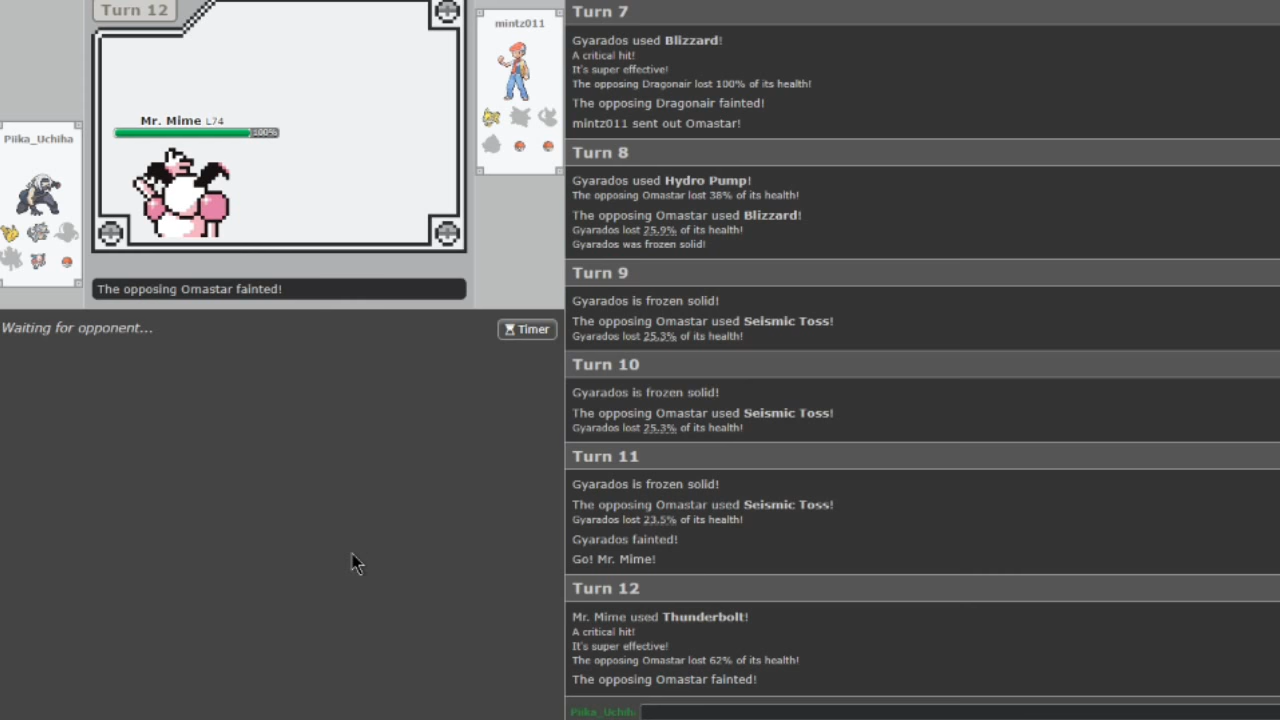 Turn 12
mintz011
Piika_Uchiha
Mr. Mime L74
100%
The opposing Omastar fainted!
Waiting for opponent...
Timer
Turn 7
Gyarados used Blizzard!
A critical hit!
It's super effective!
The opposing Dragonair lost 100% of its health!
The opposing Dragonair fainted!
mintz011 sent out Omastar!
Turn 8
Gyarados used Hydro Pump!
The opposing Omastar lost 38% of its health!
The opposing Omastar used Blizzard!
Gyarados lost 25.9% of its health!
Gyarados was frozen solid!
Turn 9
Gyarados is frozen solid!
The opposing Omastar used Seismic Toss!
Gyarados lost 25.3% of its health!
Turn 10
Gyarados is frozen solid!
The opposing Omastar used Seismic Toss!
Gyarados lost 25.3% of its health!
Turn 11
Gyarados is frozen solid!
The opposing Omastar used Seismic Toss!
Gyarados lost 23.5% of its health!
Gyarados fainted!
Go! Mr. Mime!
Turn 12
Mr. Mime used Thunderbolt!
A critical hit!
It's super effective!
The opposing Omastar lost 62% of its health!
The opposing Omastar fainted!
Piika_Uchih